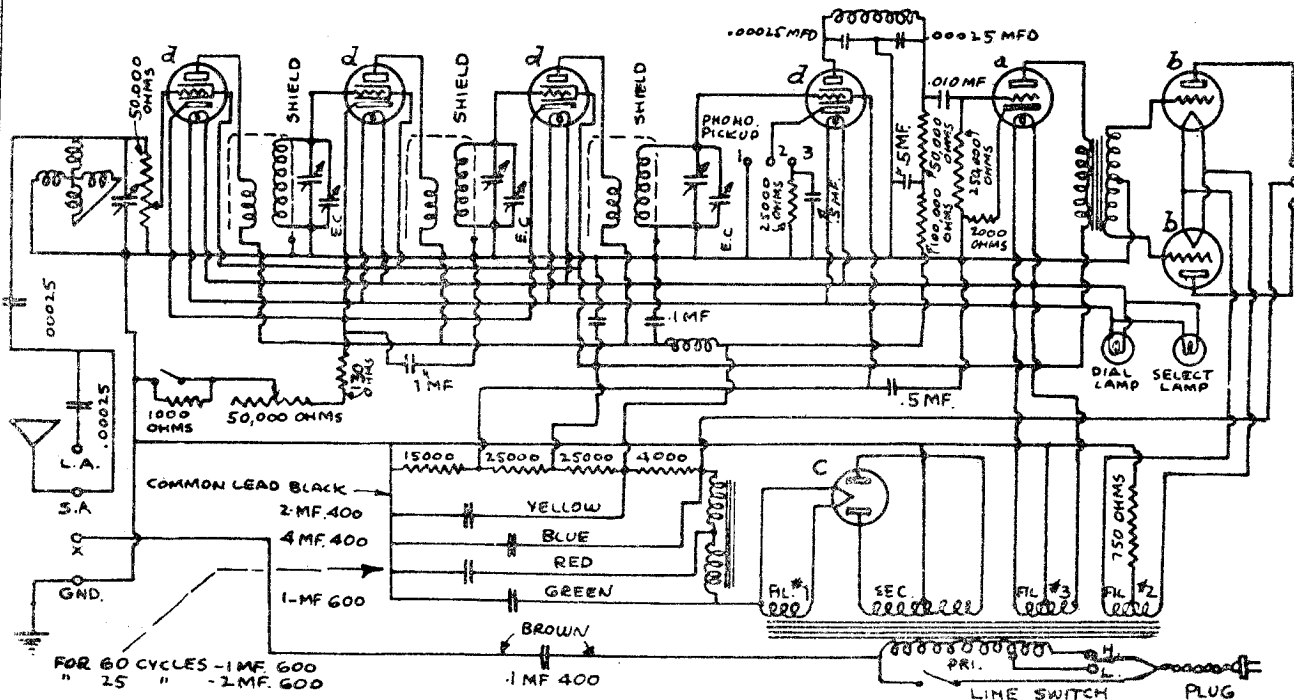 .00025 MFD
.00025 MFD
d
d
d
d
a
b
b
50,000 OHMS
SHIELD
SHIELD
SHIELD
PHONO. PICKUP
1
2
3
.010 MF
.5 MF
.5 MF.
25000 OHMS
100,000 OHMS
250,000 OHMS
2000 OHMS
E.C.
E.C
E.C
.00025
.00025
.1 MF
.1 MF
130 OHMS
1000 OHMS
50,000 OHMS
.5 MF.
DIAL LAMP
SELECT LAMP
L.A.
S.A
X
GND.
15000
25000
25000
4000
C
COMMON LEAD BLACK
2-MF. 400
YELLOW
4 MF. 400
BLUE
RED
1-MF 600
GREEN
750 OHMS
FIL. #1
SEC.
FIL #3
FIL #2
BROWN
.1 MF 400
FOR 60 CYCLES -1 MF. 600
" 25 " -2 MF. 600
PRI.
H.
L.
LINE SWITCH
PLUG